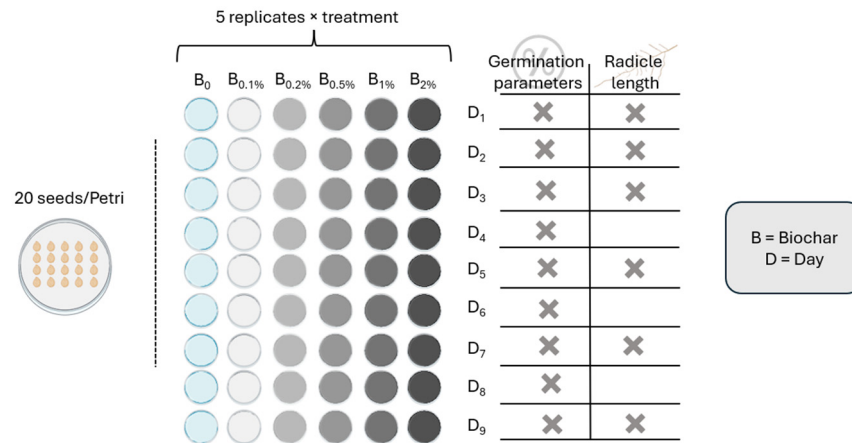 5 replicates × treatment
B0 B0.1% B0.2% B0.5% B1% B2%
%
Germination parameters
Radicle length
20 seeds/Petri
D1
D2
D3
D4
D5
D6
D7
D8
D9
B = Biochar
D = Day